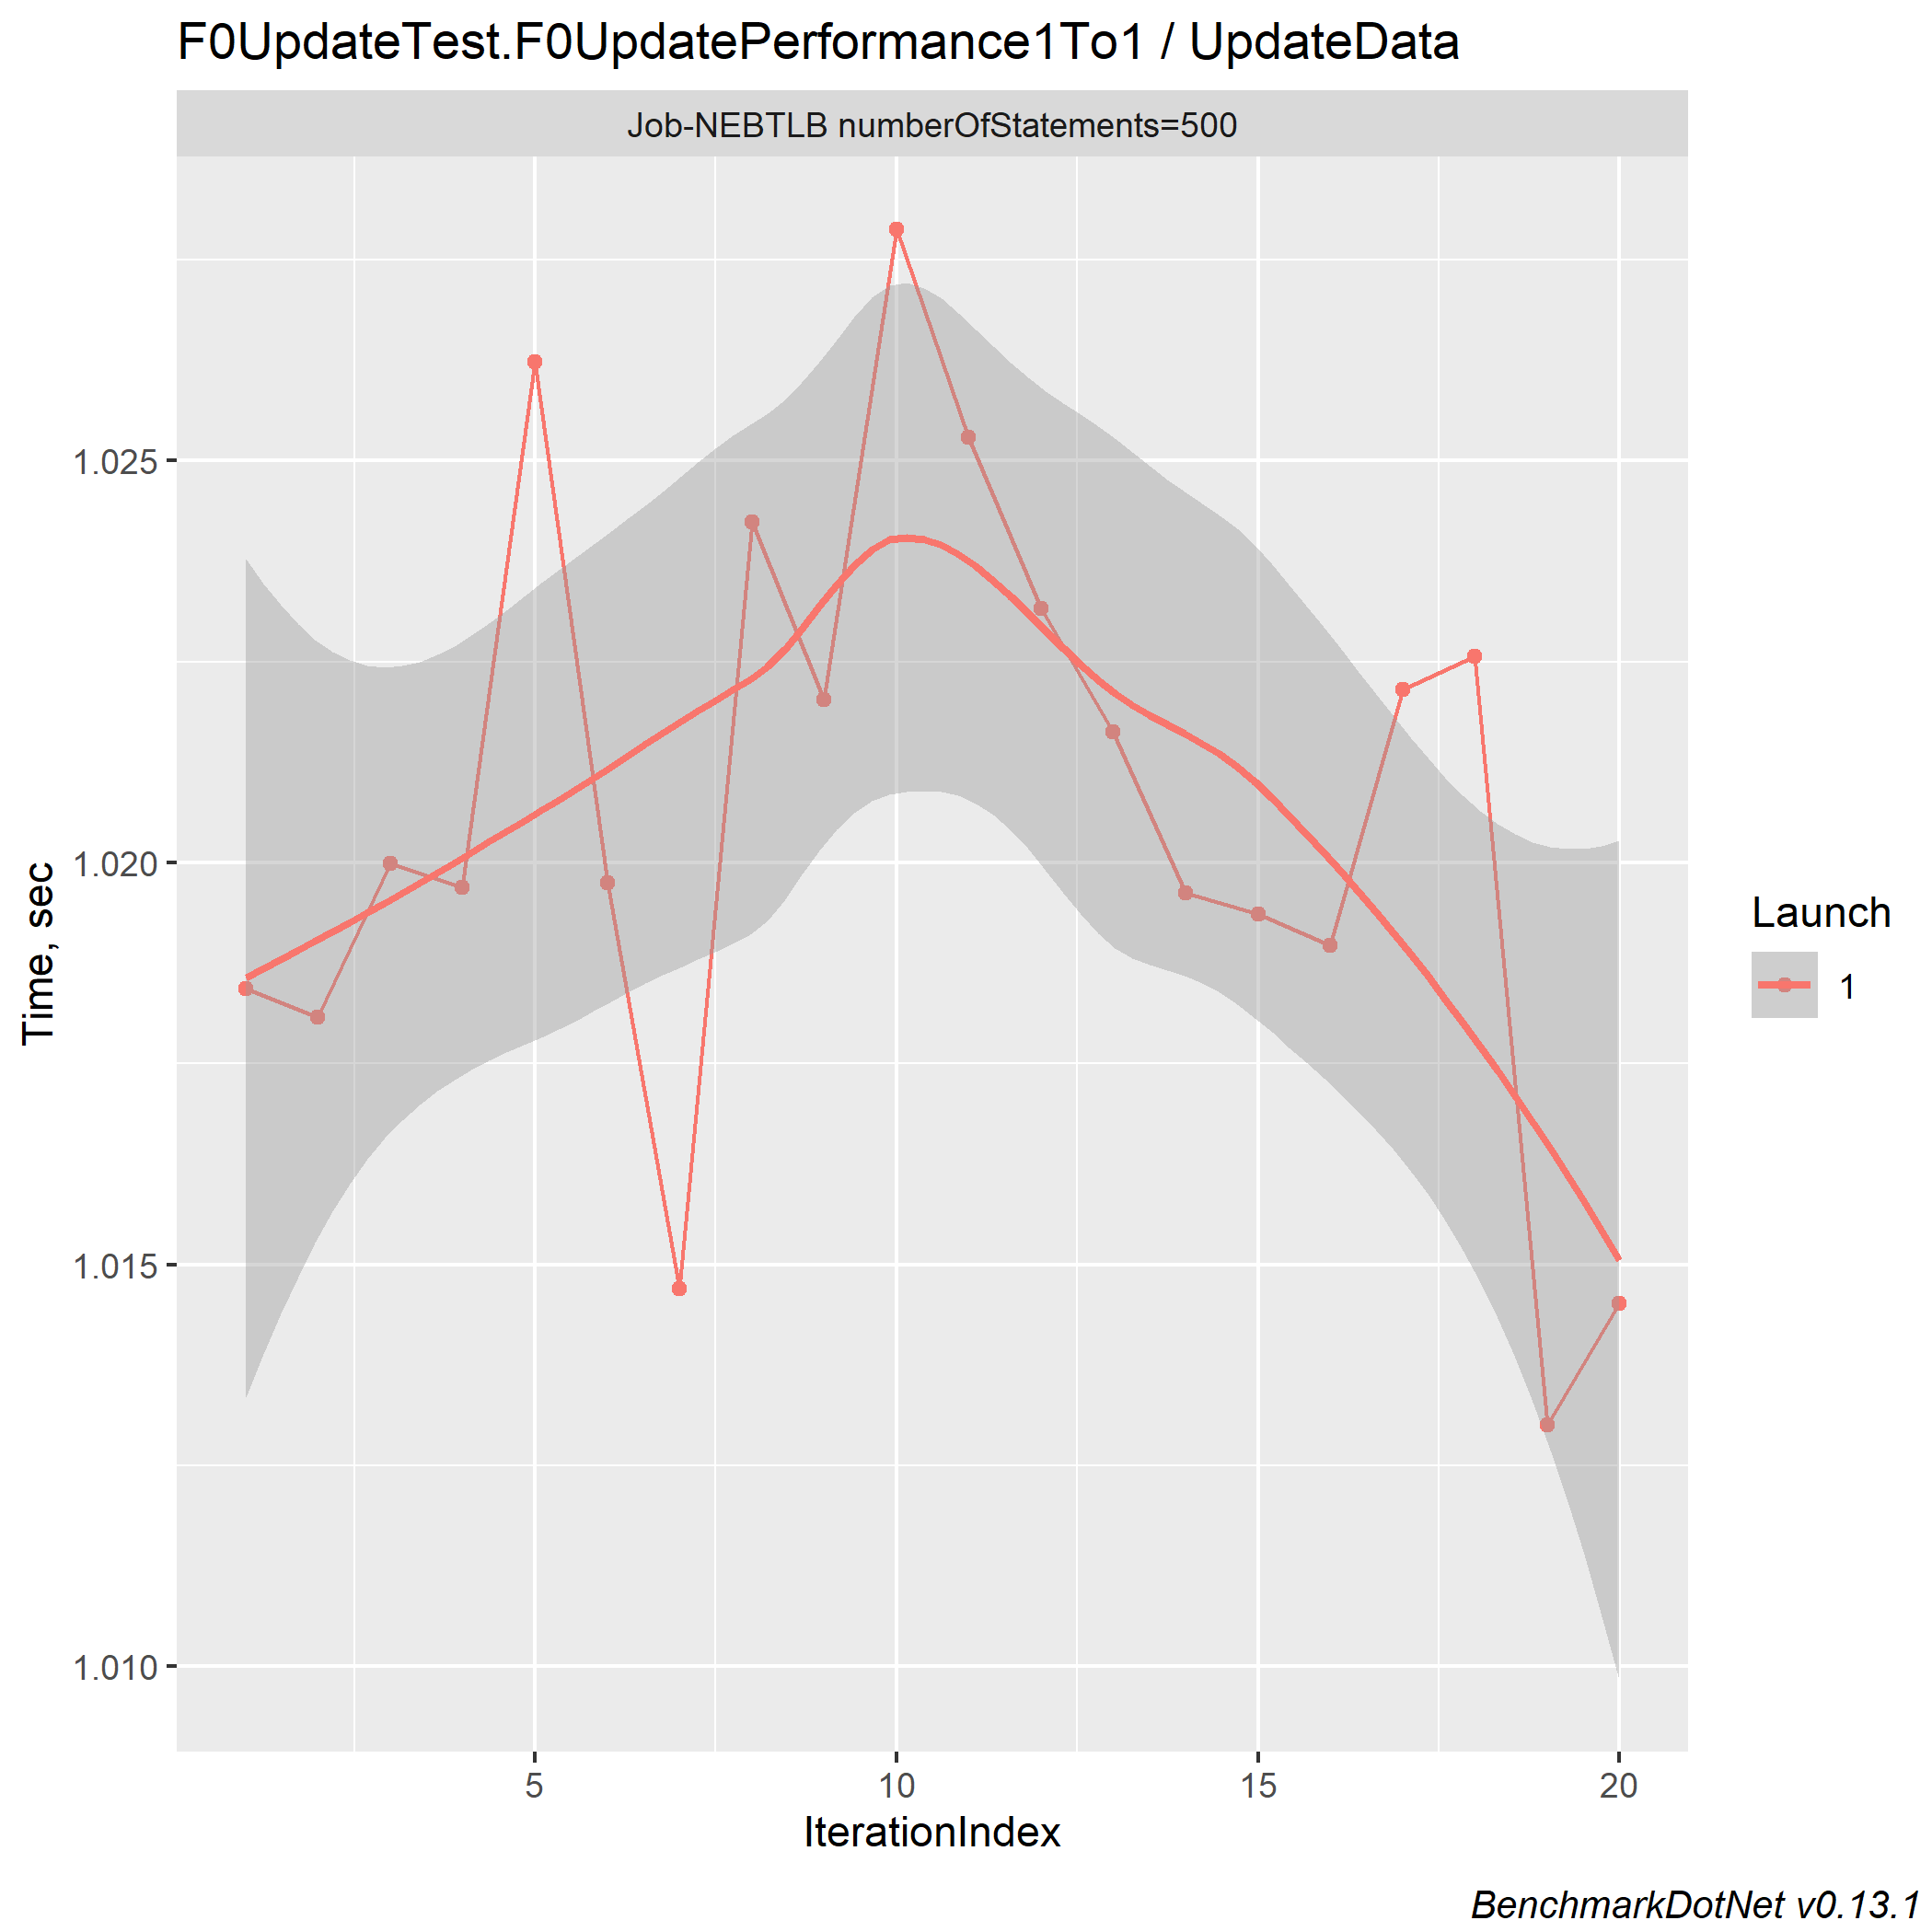 F0UpdateTest.F0UpdatePerformance1To1 / UpdateData
Job-NEBTLB numberOfStatements=500
1.025
1.020
1.015
1.010
Time, sec
5 10 15 20
IterationIndex
Launch
1
BenchmarkDotNet v0.13.1